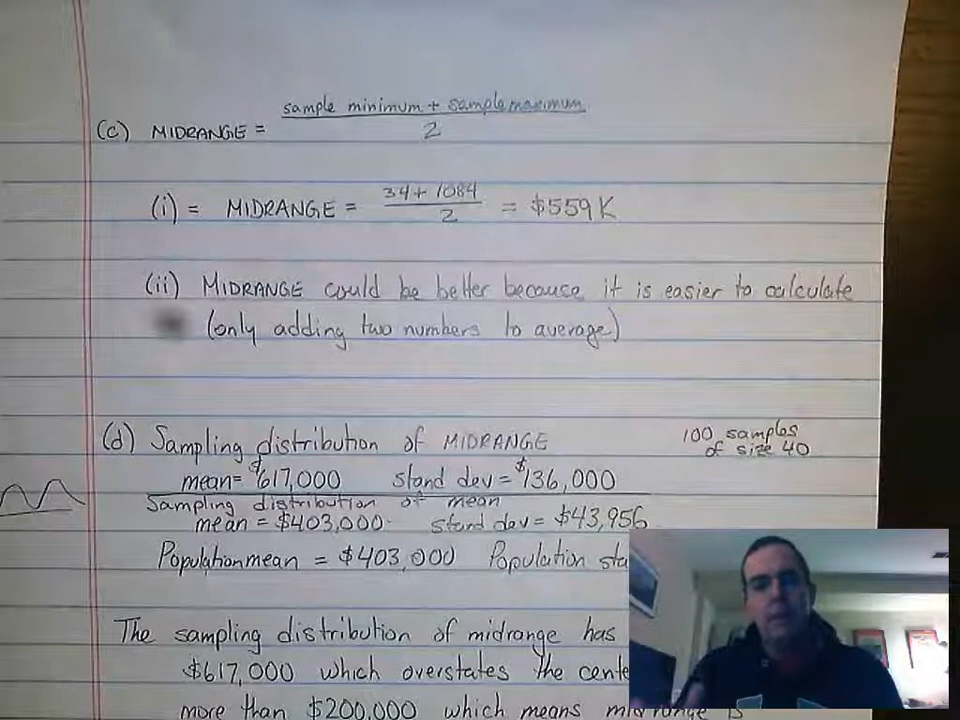 (c) MIDRANGE = sample minimum + sample maximum
2
(i) = MIDRANGE = 34 + 1084 / 2 = $559K
(ii) MIDRANGE could be better because it is easier to calculate
(only adding two numbers to average)
(d) Sampling distribution of MIDRANGE
100 samples
of size 40
mean = $617,000 stand dev = $136,000
Sampling distribution of mean
mean = $403,000 stand dev = $43,956
Population mean = $403,000 Population sta
The sampling distribution of midrange has
$617,000 which overstates the cente
more than $200,000 which means midrange is